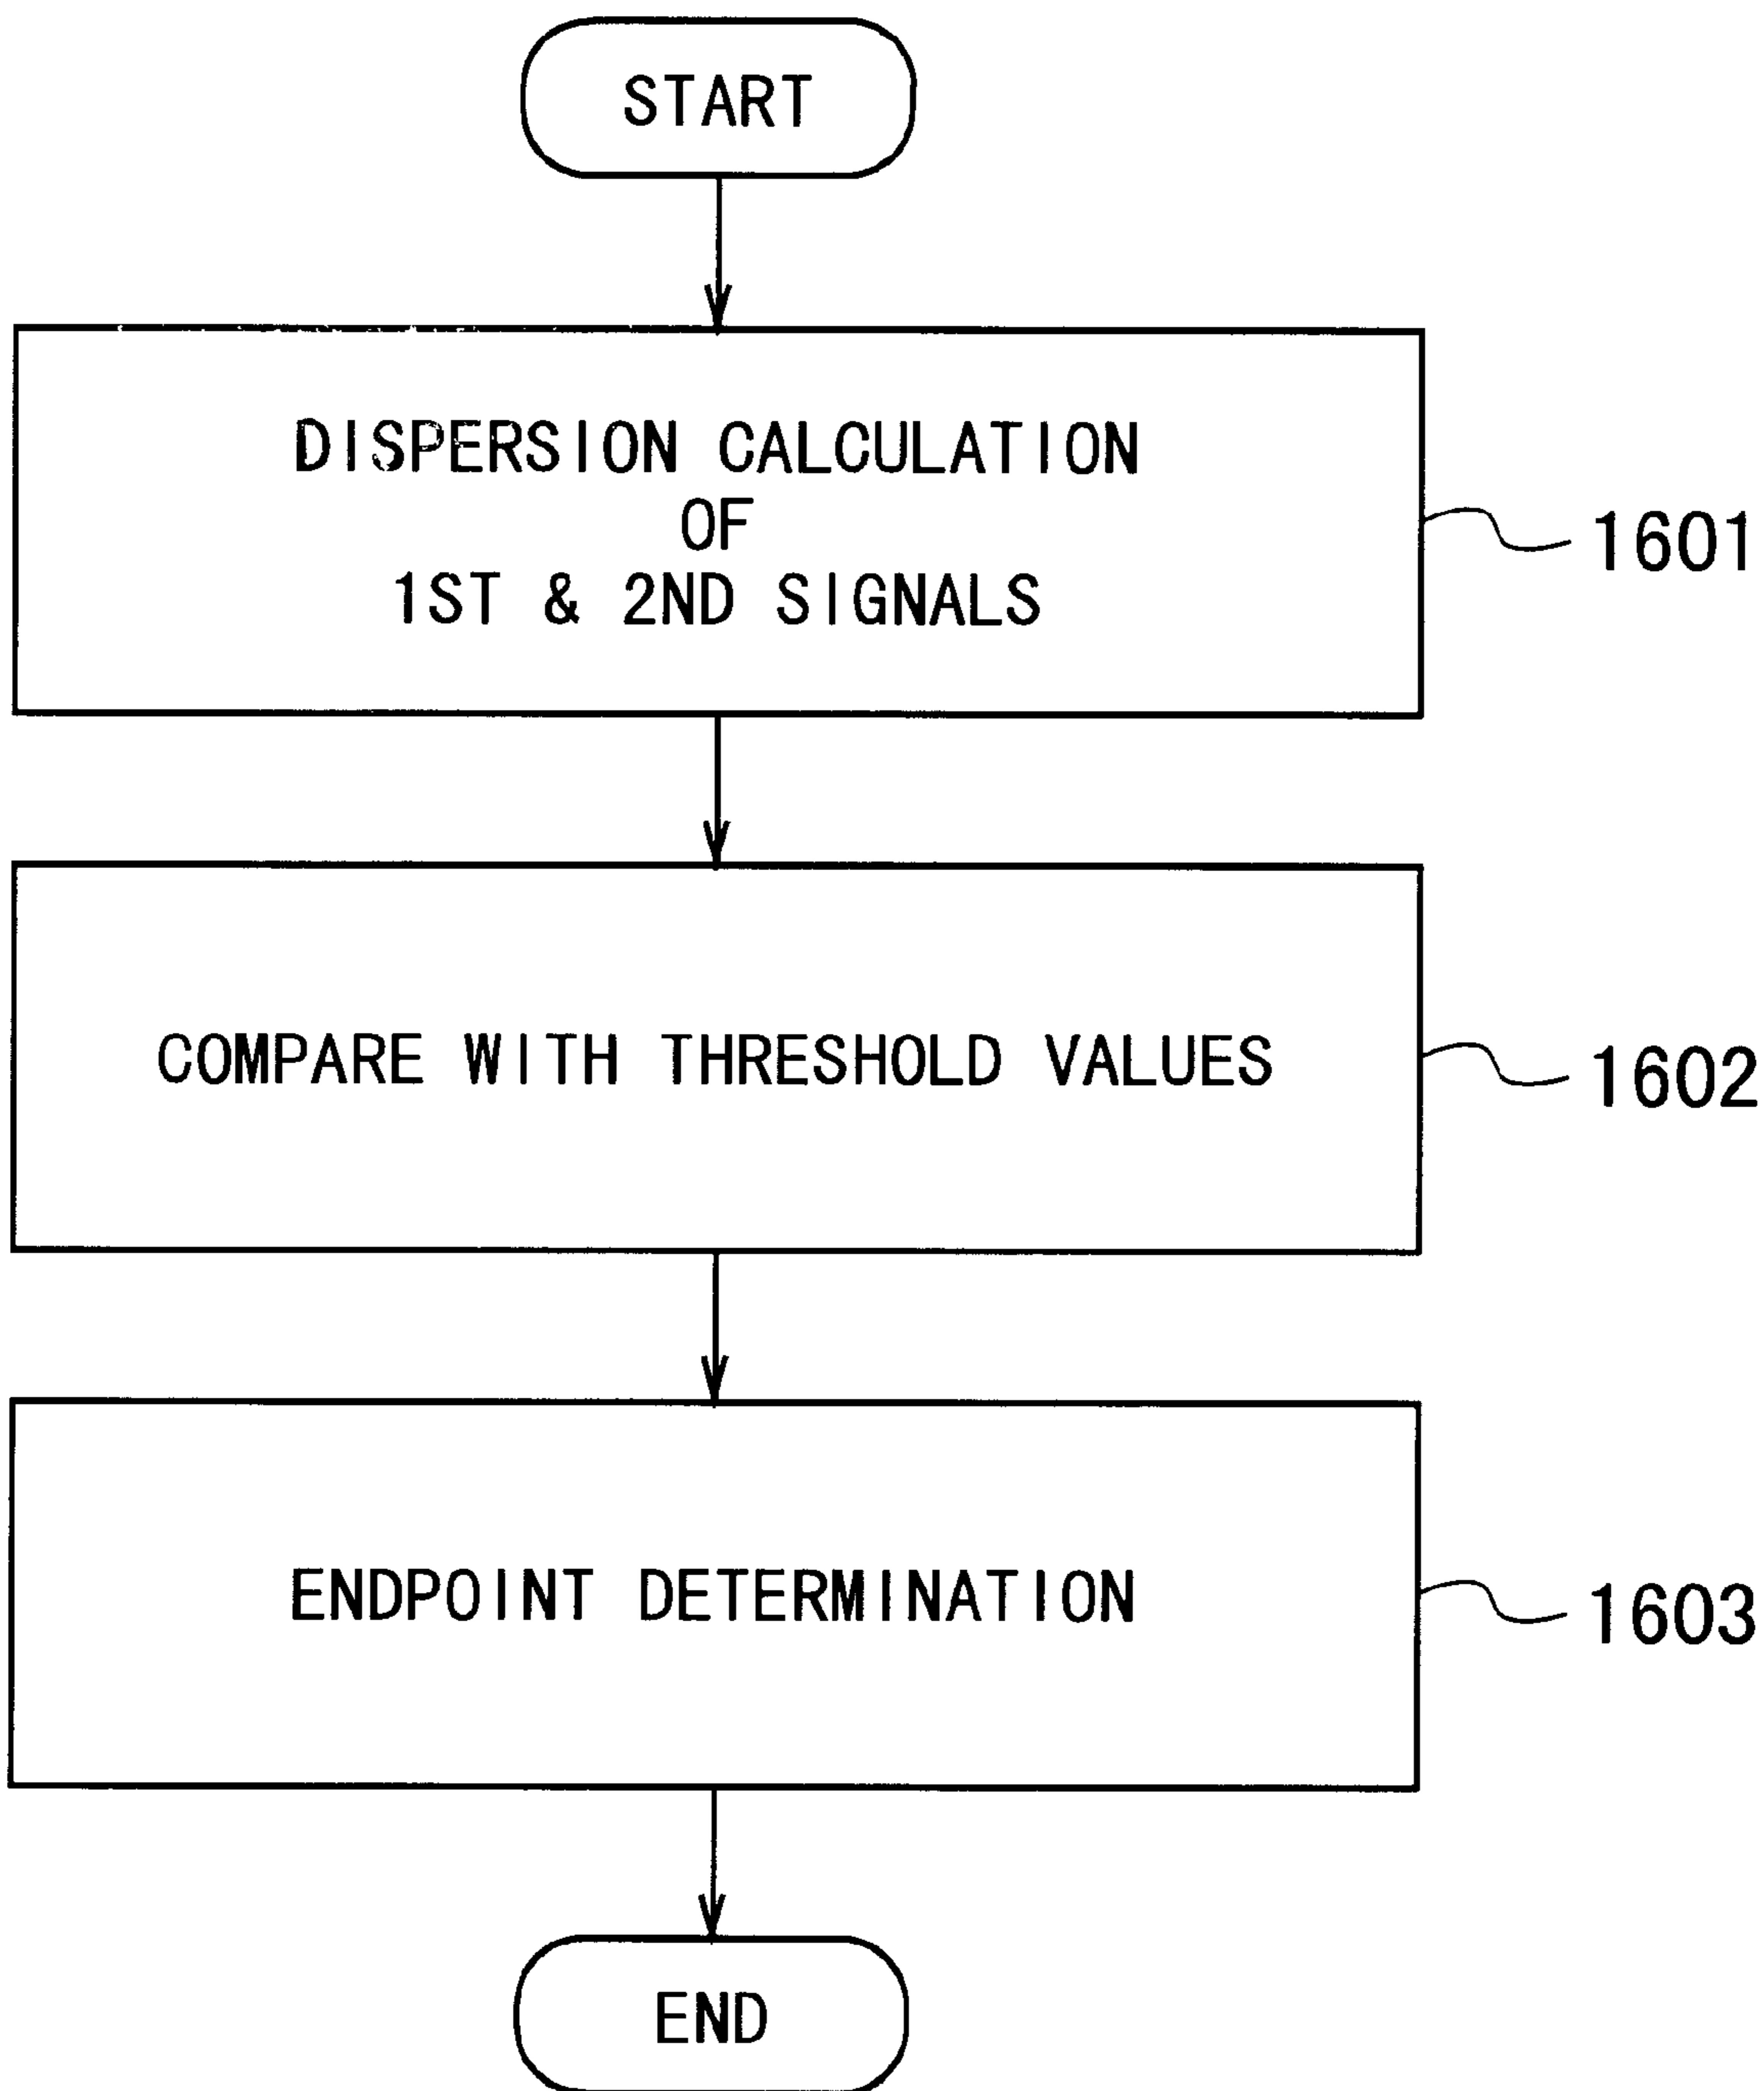 START
DISPERSION CALCULATION
OF
1ST & 2ND SIGNALS
1601
COMPARE WITH THRESHOLD VALUES
1602
ENDPOINT DETERMINATION
1603
END